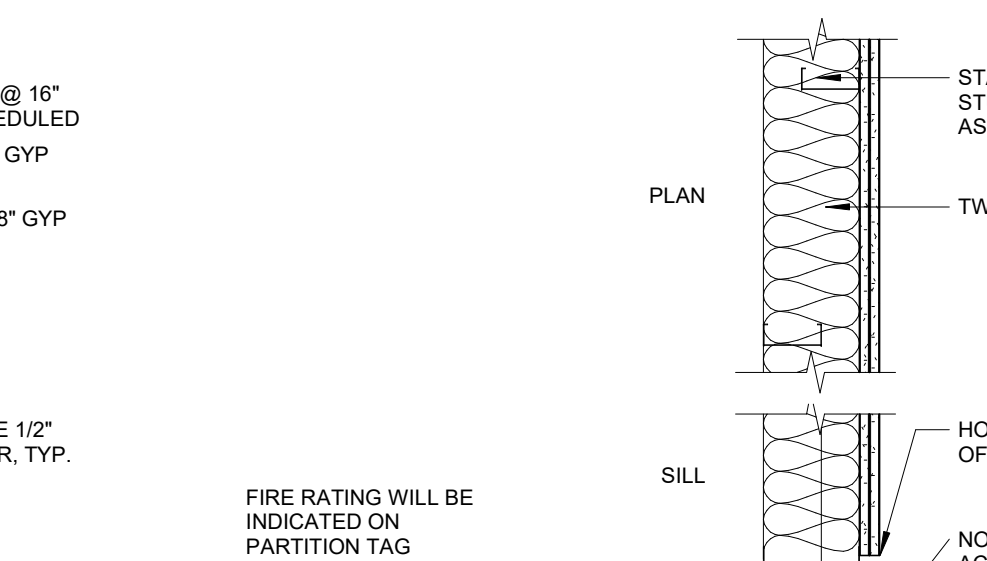 @ 16"
EDULED
GYP
8" GYP
E 1/2"
R, TYP.
FIRE RATING WILL BE
INDICATED ON
PARTITION TAG
PLAN
SILL
STA
ST
AS
TW
HO
OF
NO